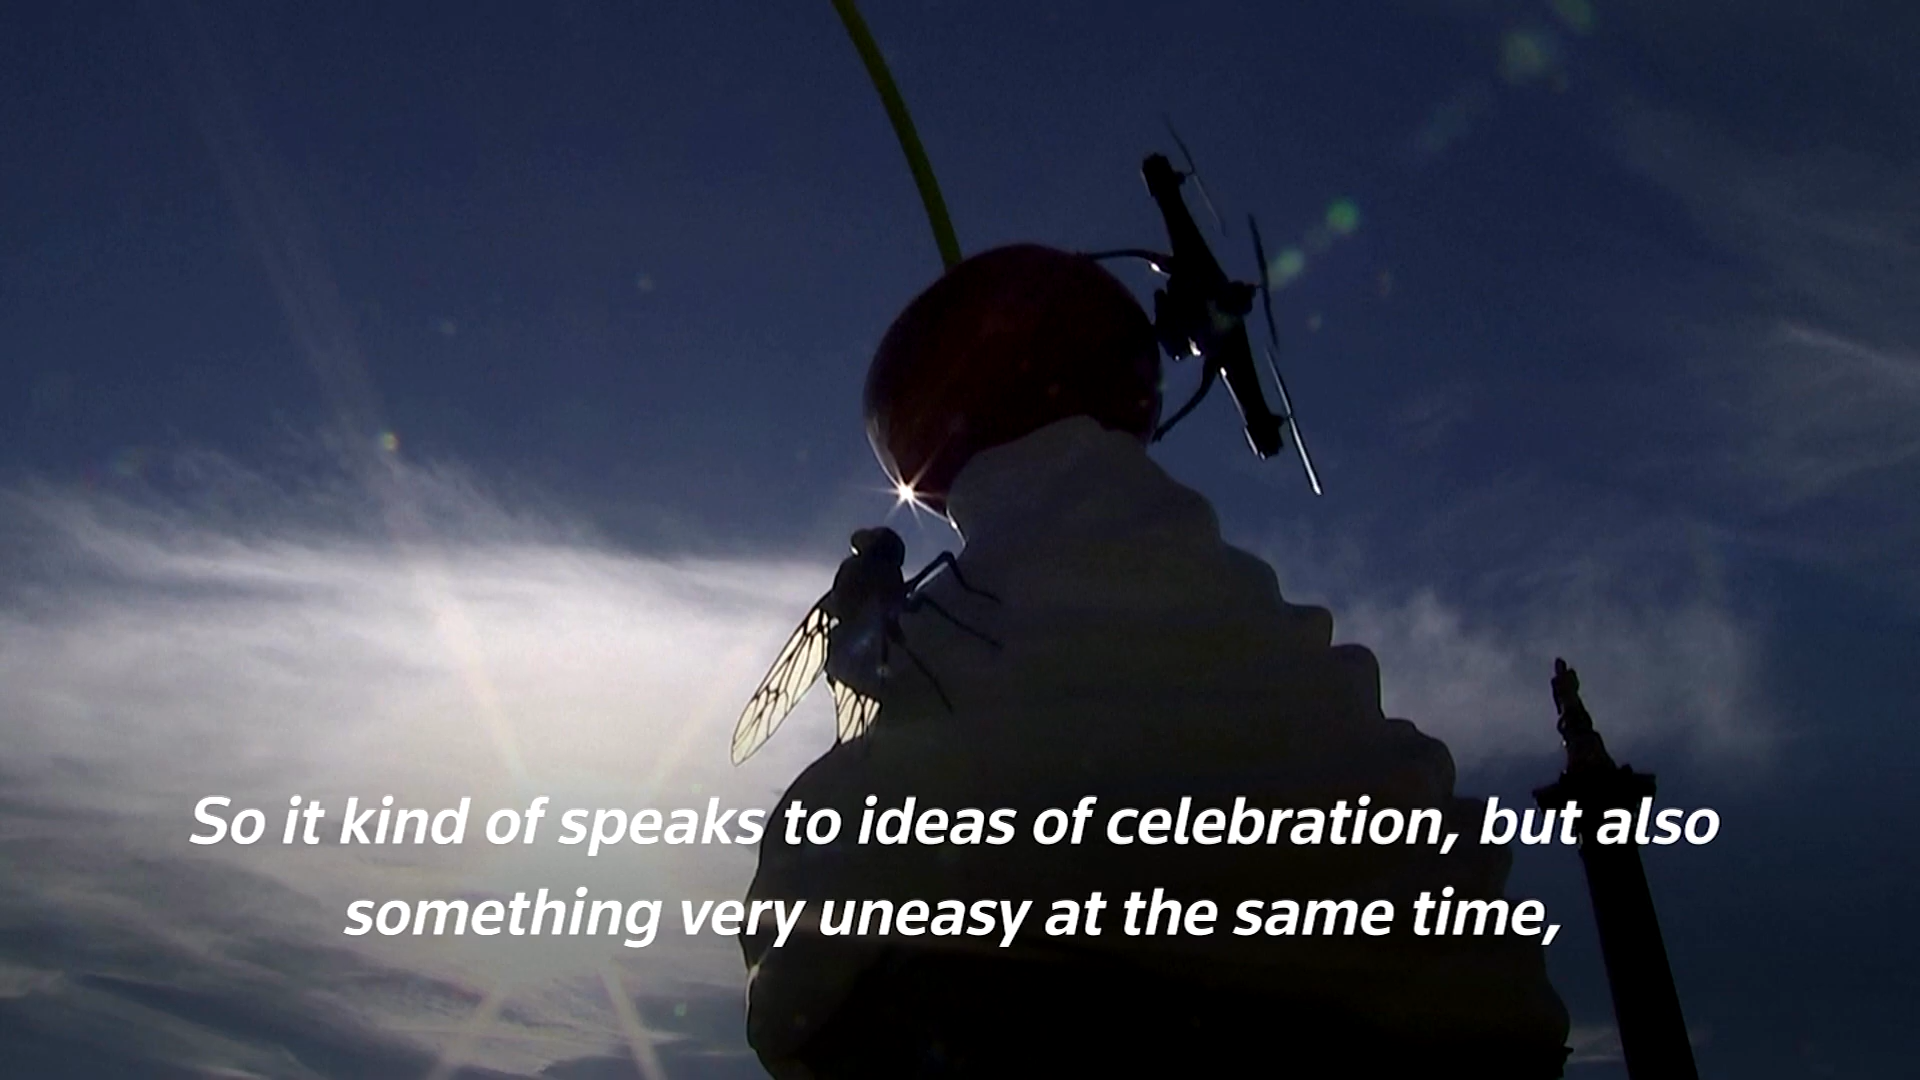 So it kind of speaks to ideas of celebration, but also
something very uneasy at the same time,